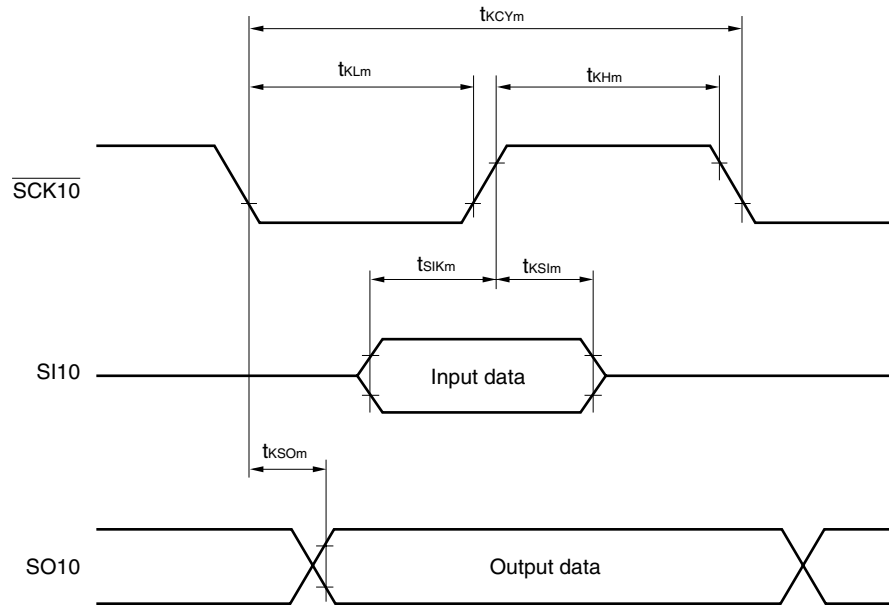 tKCYm
tKLm
tKHm
SCK10
tSIKm
tKSIm
SI10
Input data
tKSOm
SO10
Output data